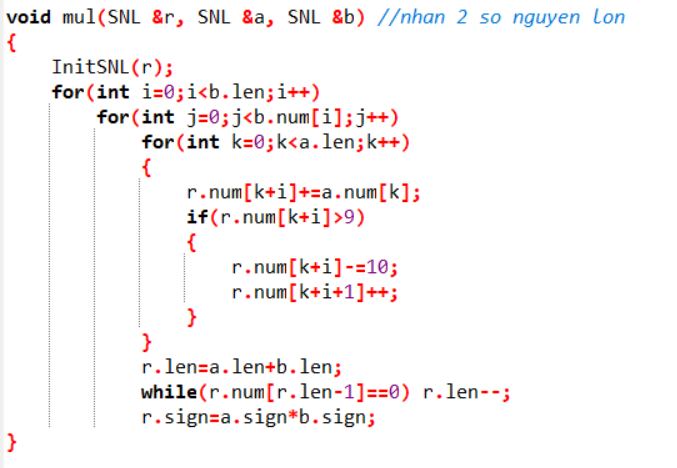 void mul(SNL &r, SNL &a, SNL &b) //nhan 2 so nguyen lon
{
    InitSNL(r);
    for(int i=0;i<b.len;i++)
        for(int j=0;j<b.num[i];j++)
            for(int k=0;k<a.len;k++)
            {
                r.num[k+i]+=a.num[k];
                if(r.num[k+i]>9)
                {
                    r.num[k+i]-=10;
                    r.num[k+i+1]++;
                }
            }
            r.len=a.len+b.len;
            while(r.num[r.len-1]==0) r.len--;
            r.sign=a.sign*b.sign;
}